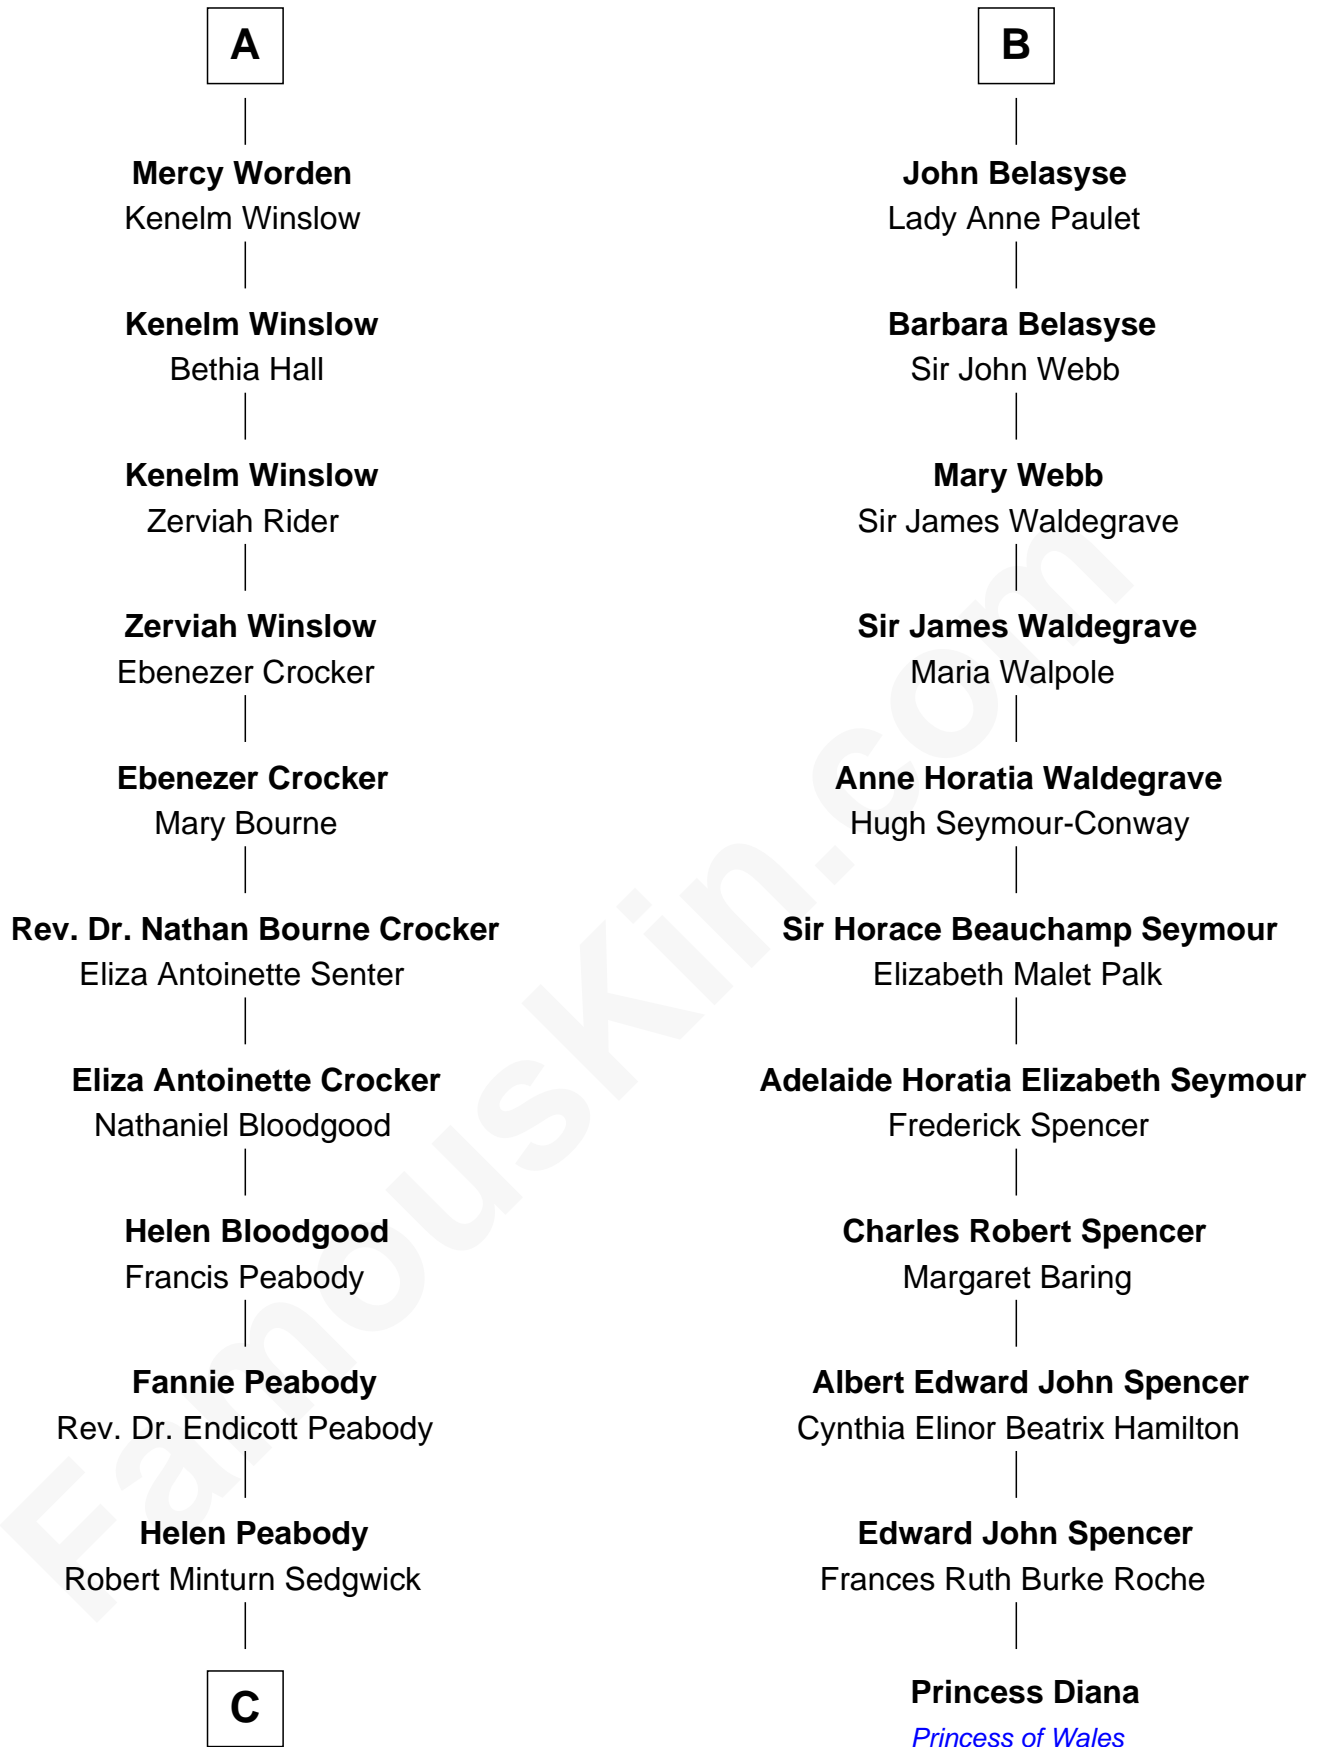 A
Mercy Worden
Kenelm Winslow
Kenelm Winslow
Bethia Hall
Kenelm Winslow
Zerviah Rider
Zerviah Winslow
Ebenezer Crocker
Ebenezer Crocker
Mary Bourne
Rev. Dr. Nathan Bourne Crocker
Eliza Antoinette Senter
Eliza Antoinette Crocker
Nathaniel Bloodgood
Helen Bloodgood
Francis Peabody
Fannie Peabody
Rev. Dr. Endicott Peabody
Helen Peabody
Robert Minturn Sedgwick
C
B
John Belasyse
Lady Anne Paulet
Barbara Belasyse
Sir John Webb
Mary Webb
Sir James Waldegrave
Sir James Waldegrave
Maria Walpole
Anne Horatia Waldegrave
Hugh Seymour-Conway
Sir Horace Beauchamp Seymour
Elizabeth Malet Palk
Adelaide Horatia Elizabeth Seymour
Frederick Spencer
Charles Robert Spencer
Margaret Baring
Albert Edward John Spencer
Cynthia Elinor Beatrix Hamilton
Edward John Spencer
Frances Ruth Burke Roche
Princess Diana
Princess of Wales
FamousKin.com